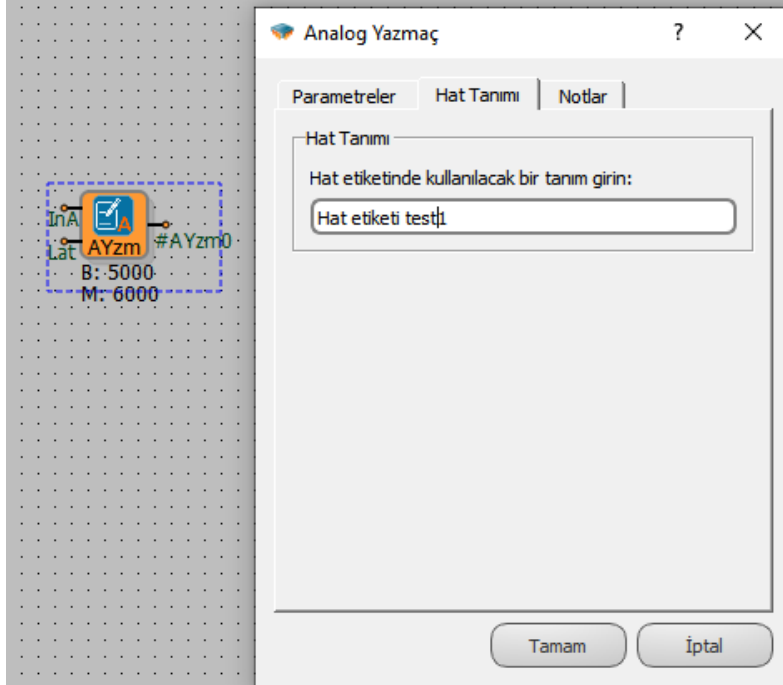 Analog Yazmaç ?
Parametreler Hat Tanımı Notlar
Hat Tanımı
Hat etiketinde kullanılacak bir tanım girin:
Hat etiketi test1
InA
A
Lat AYzm #AYzm0
B: 5000
M: 6000
Tamam İptal